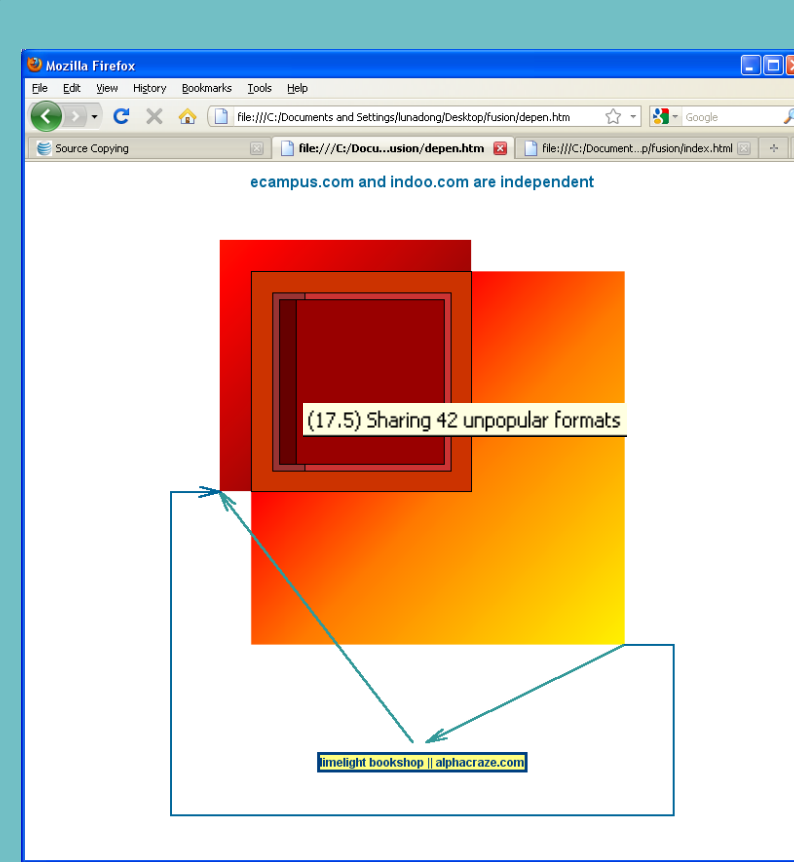 Mozilla Firefox
File Edit View History Bookmarks Tools Help
file:///C:/Documents and Settings/lunadong/Desktop/fusion/depen.htm Google
Source Copying file:///C:/Docu...usion/depen.htm file:///C:/Document...p/fusion/index.html
ecampus.com and indoo.com are independent
(17.5) Sharing 42 unpopular formats
limelight bookshop || alphacraze.com